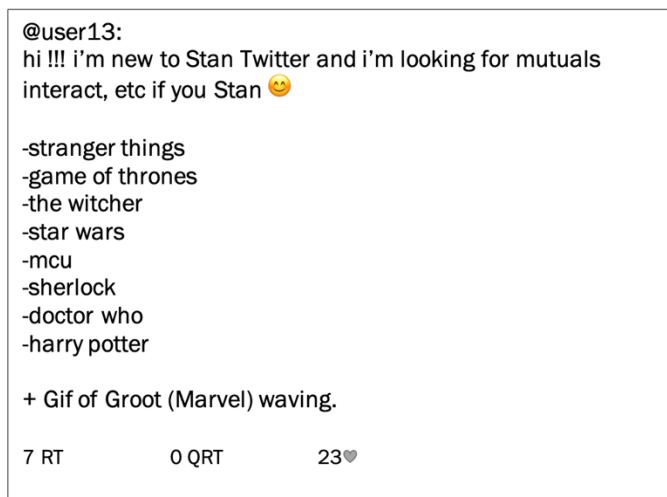 @user13:
hi !!! i’m new to Stan Twitter and i’m looking for mutuals
interact, etc if you Stan 😊
-stranger things
-game of thrones
-the witcher
-star wars
-mcu
-sherlock
-doctor who
-harry potter
+ Gif of Groot (Marvel) waving.
7 RT 0 QRT 23♥